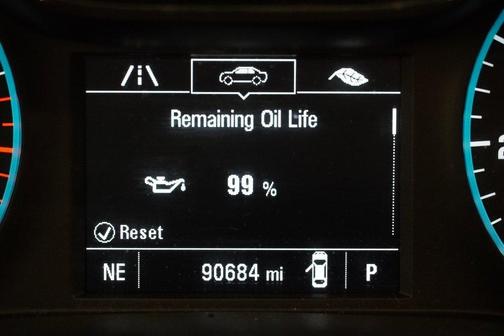 Remaining Oil Life
99 %
Reset
NE 90684 mi P